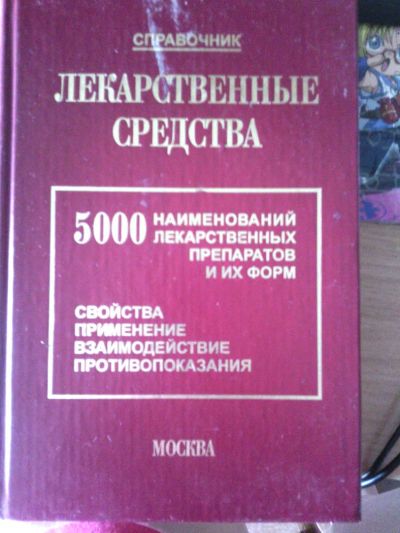 СПРАВОЧНИК
ЛЕКАРСТВЕННЫЕ
СРЕДСТВА
5000 НАИМЕНОВАНИЙ
ЛЕКАРСТВЕННЫХ
ПРЕПАРАТОВ
И ИХ ФОРМ
СВОЙСТВА
ПРИМЕНЕНИЕ
ВЗАИМОДЕЙСТВИЕ
ПРОТИВОПОКАЗАНИЯ
МОСКВА